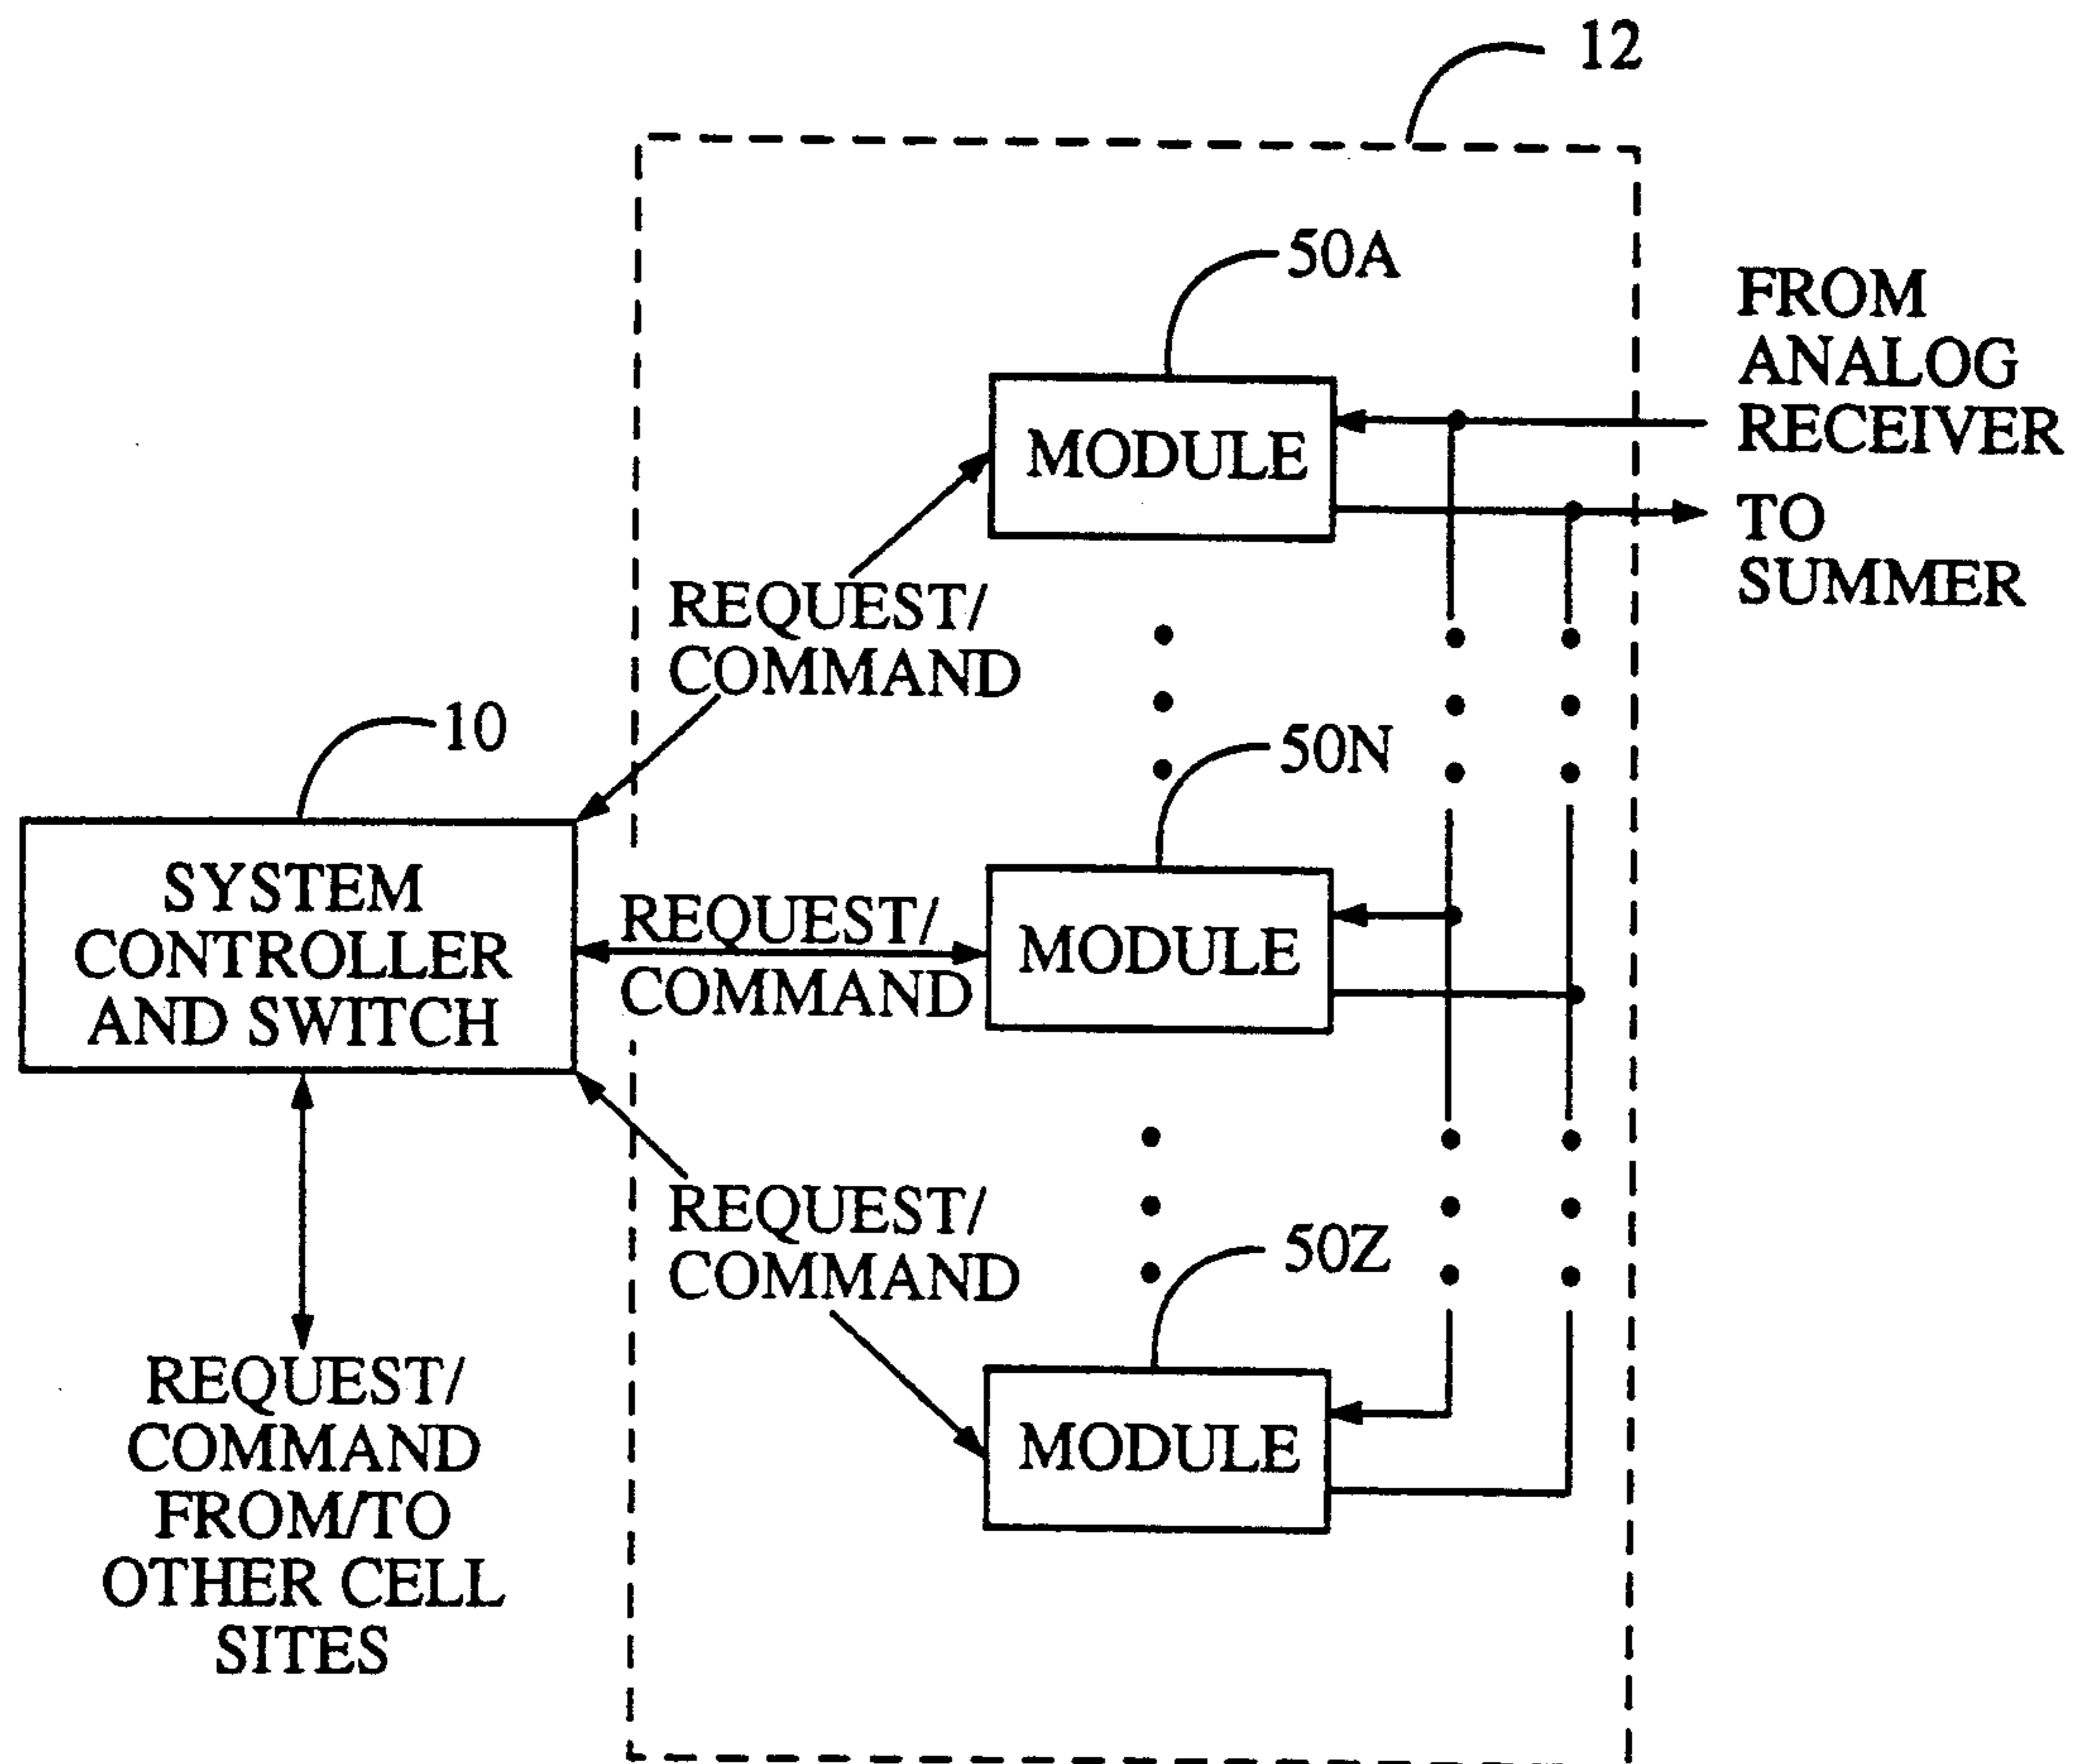 12
50A
FROM
ANALOG
RECEIVER
MODULE
TO
SUMMER
REQUEST/
COMMAND
10
50N
SYSTEM
CONTROLLER
AND SWITCH
REQUEST/
COMMAND
MODULE
REQUEST/
COMMAND
50Z
MODULE
REQUEST/
COMMAND
FROM/TO
OTHER CELL
SITES